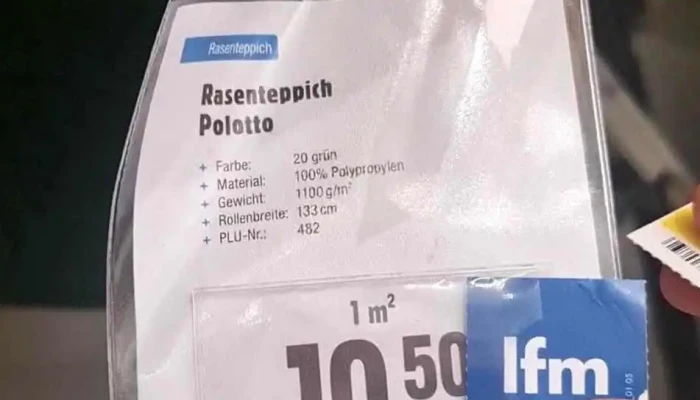 Rasenteppich
Rasenteppich
Polotto
+ Farbe: 20 grün
+ Material: 100% Polypropylen
+ Gewicht: 1100 g/m²
+ Rollenbreite: 133 cm
+ PLU-Nr.: 482
1 m²
10 50
lfm